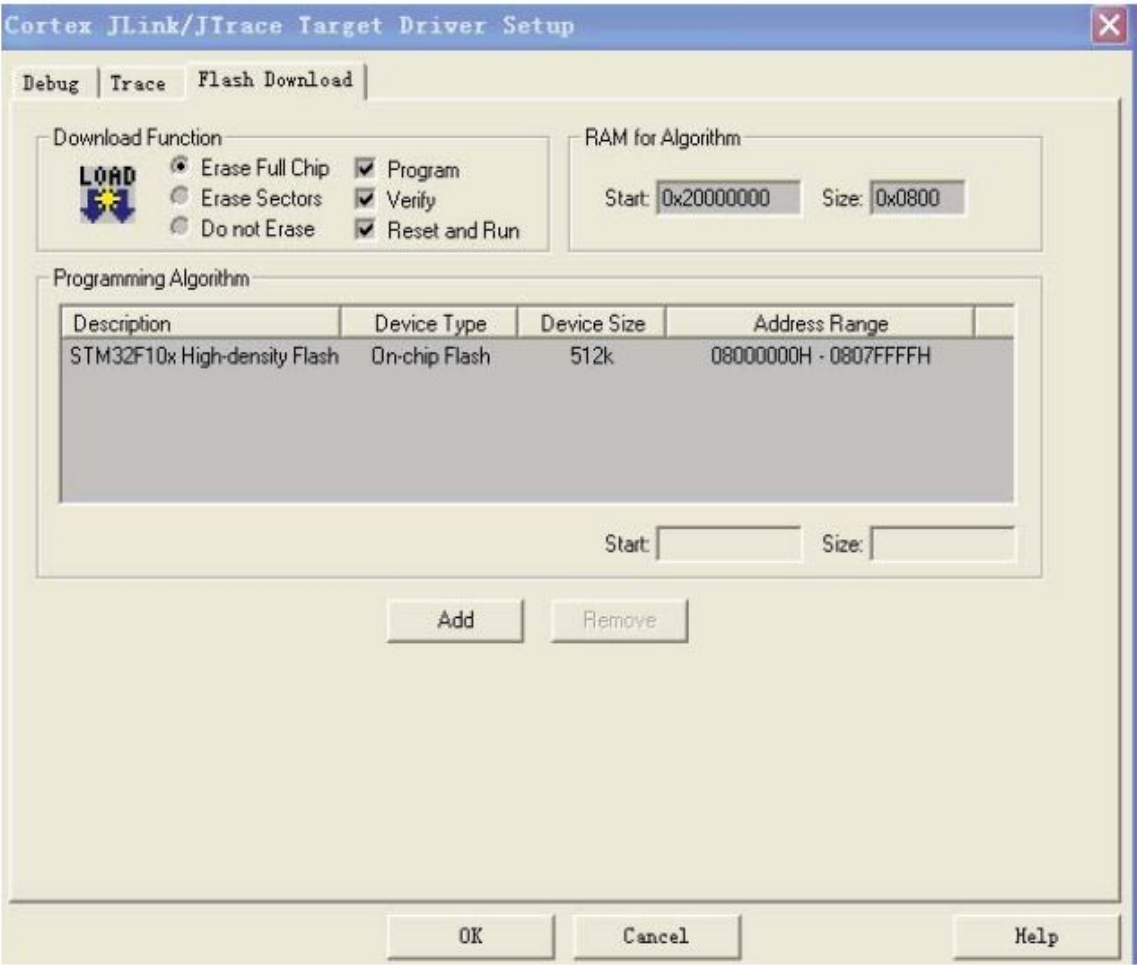 Cortex JLink/JTrace Target Driver Setup
Debug Trace Flash Download
Download Function
LOAD
Erase Full Chip Program
Erase Sectors Verify
Do not Erase Reset and Run
RAM for Algorithm
Start: 0x20000000 Size: 0x0800
Programming Algorithm
Description Device Type Device Size Address Range
STM32F10x High-density Flash On-chip Flash 512k 08000000H - 0807FFFFH
Start: Size:
Add Remove
OK Cancel Help